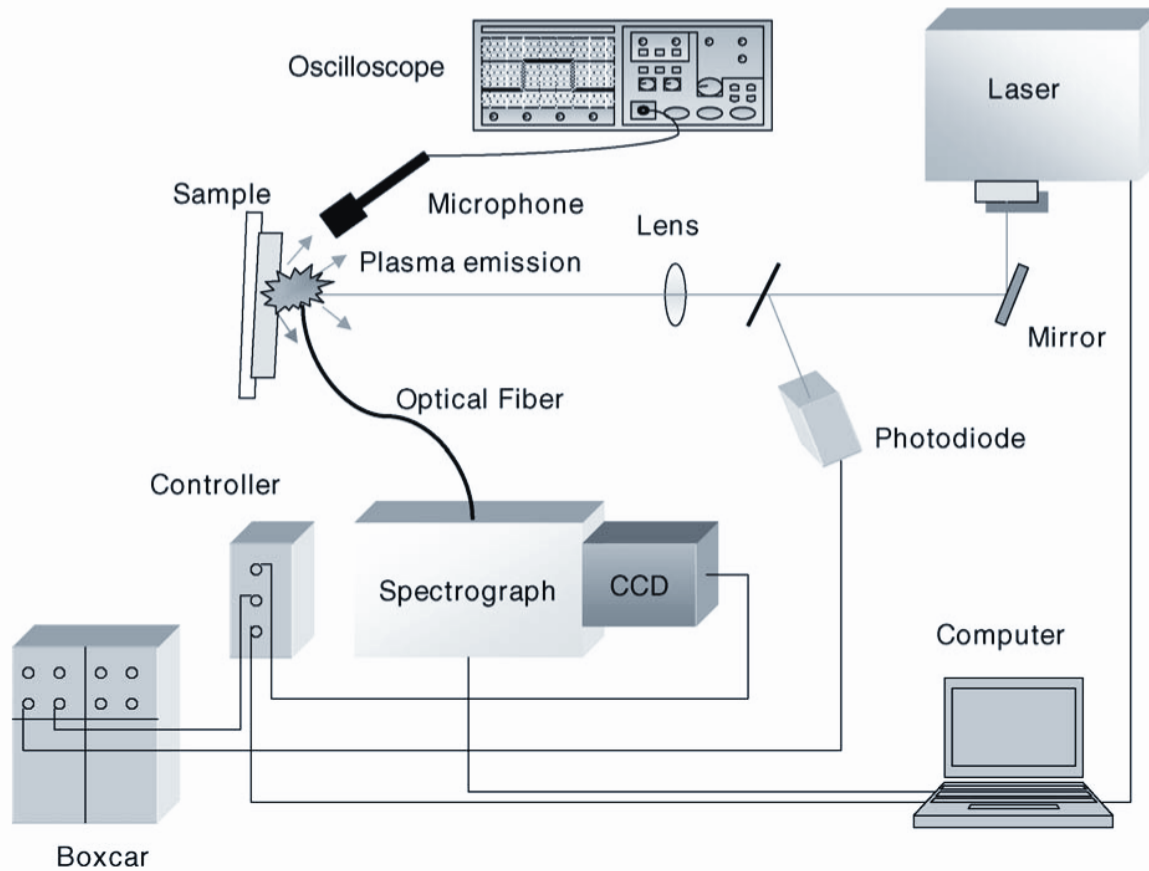 Oscilloscope
Laser
Sample
Microphone
Lens
Plasma emission
Mirror
Optical Fiber
Photodiode
Controller
Spectrograph
CCD
Computer
Boxcar